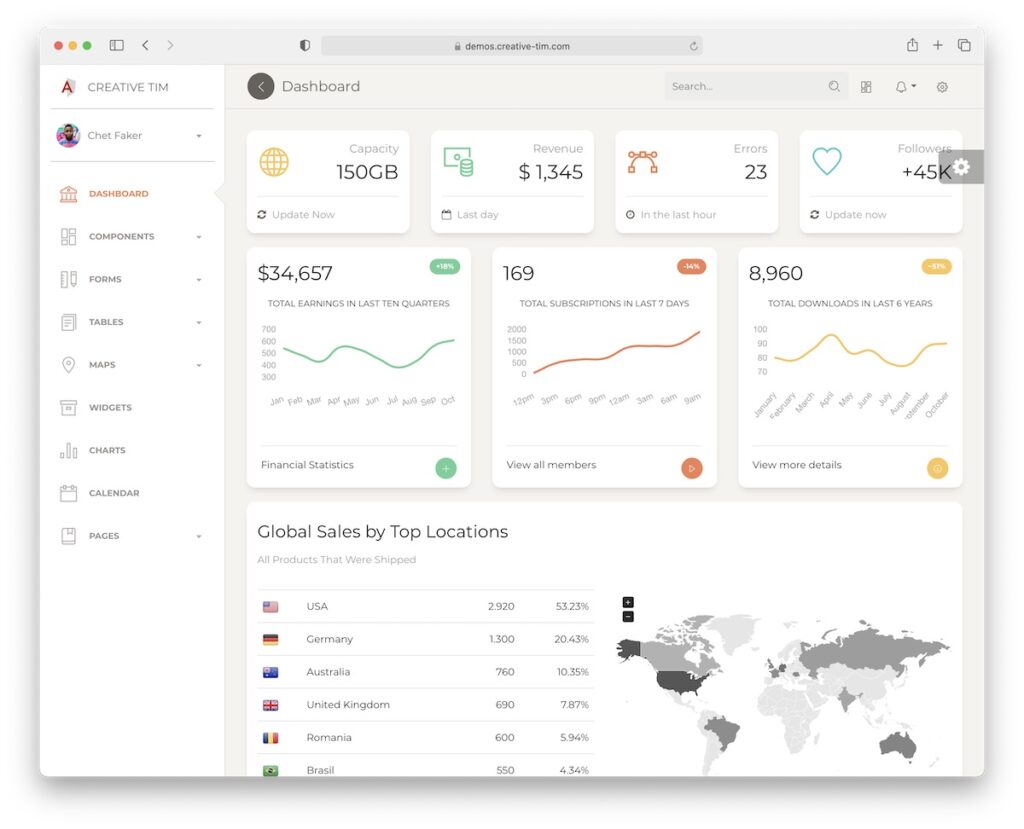 demos.creative-tim.com
CREATIVE TIM
Dashboard
Search...
Chet Faker
DASHBOARD
COMPONENTS
FORMS
TABLES
MAPS
WIDGETS
CHARTS
CALENDAR
PAGES
Capacity
150GB
Update Now
Revenue
$ 1,345
Last day
Errors
23
In the last hour
Followers
+45K
Update now
$34,657
+18%
TOTAL EARNINGS IN LAST TEN QUARTERS
700
600
500
400
300
Jan Feb Mar Apr May Jun Jul Aug Sep Oct
Financial Statistics
169
-14%
TOTAL SUBSCRIPTIONS IN LAST 7 DAYS
2000
1500
1000
500
0
12pm 3pm 6pm 9pm 12am 3am 6am 9am
View all members
8,960
~51%
TOTAL DOWNLOADS IN LAST 6 YEARS
100
90
80
70
January February March April May June July August October
View more details
Global Sales by Top Locations
All Products That Were Shipped
USA 2.920 53.23%
Germany 1.300 20.43%
Australia 760 10.35%
United Kingdom 690 7.87%
Romania 600 5.94%
Brasil 550 4.34%
+
−